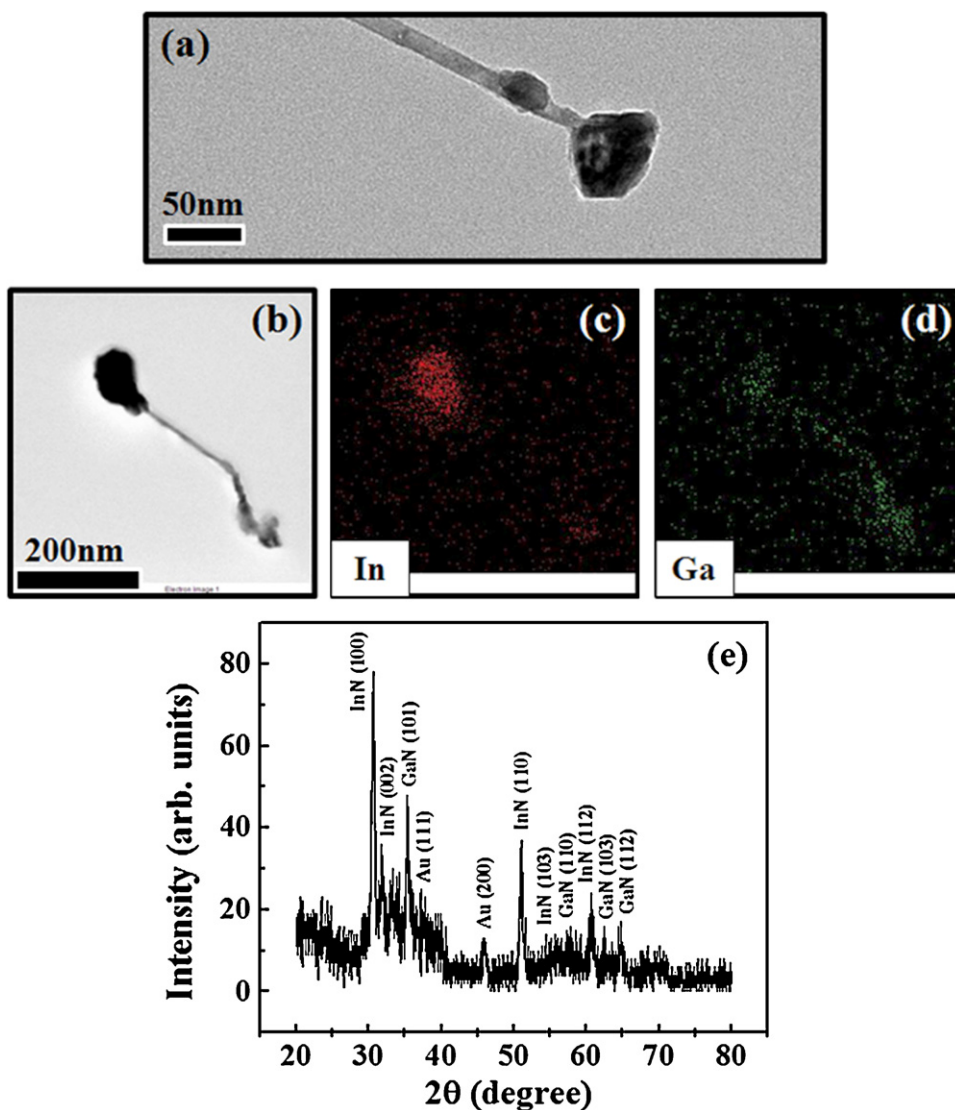 (a)
50nm
(b)
200nm
Electron Image 1
(c)
In
(d)
Ga
(e)
Intensity (arb. units)
80
60
40
20
0
InN (100)
InN (002)
GaN (101)
Au (111)
Au (200)
InN (110)
InN (103)
GaN (110)
InN (112)
GaN (103)
GaN (112)
20 30 40 50 60 70 80
2θ (degree)